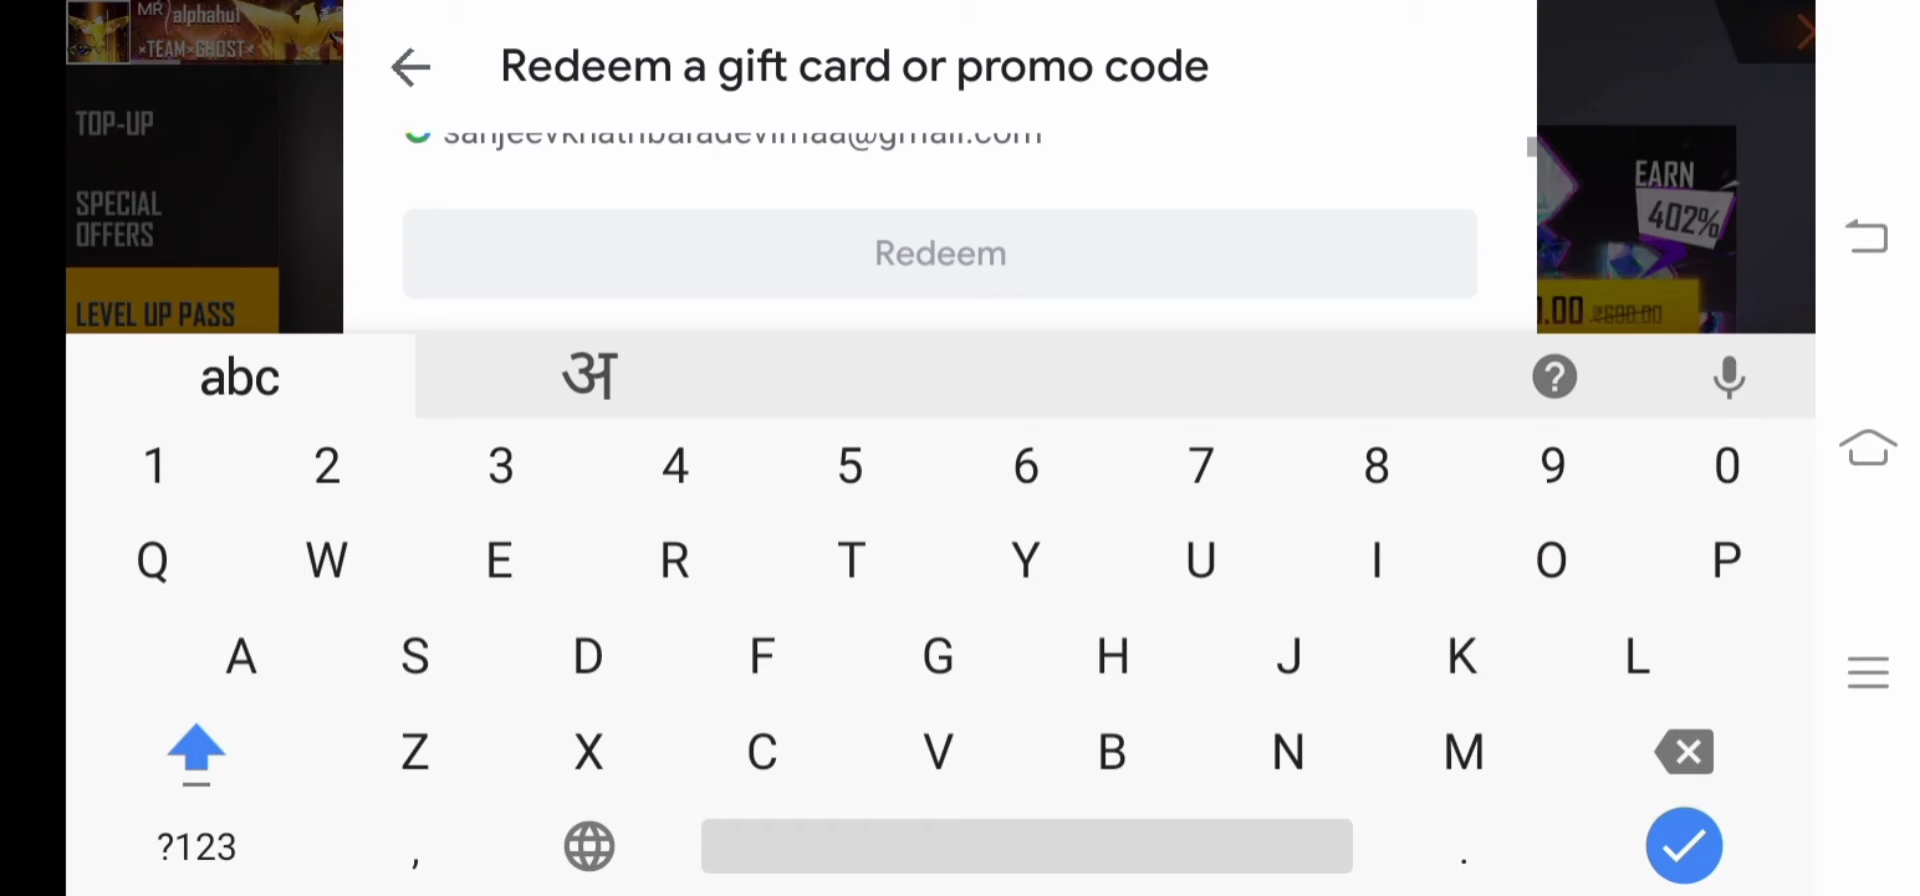 MR alphahul
×TEAM×GHOST×
Redeem a gift card or promo code
TOP-UP
SPECIAL
OFFERS
LEVEL UP PASS
Redeem
EARN
402%
abc
अ
?
1 2 3 4 5 6 7 8 9 0
Q W E R T Y U I O P
A S D F G H J K L
Z X C V B N M
?123 , .